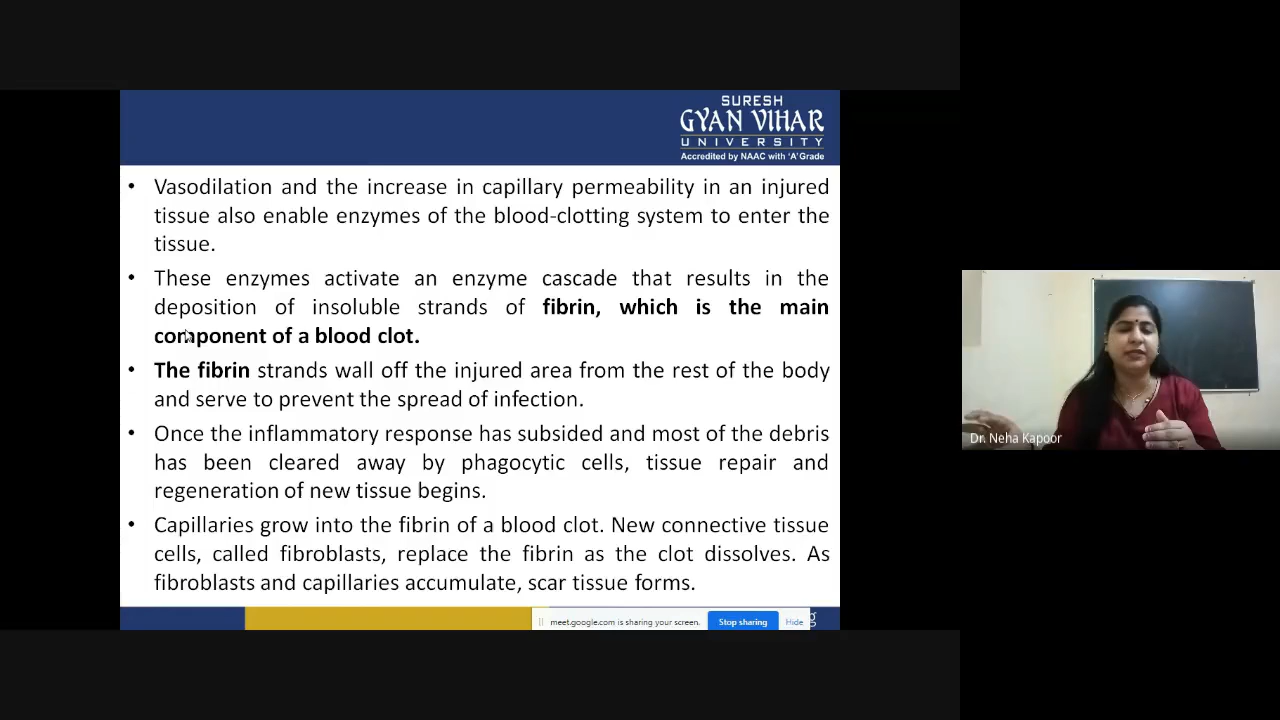 SURESH
GYAN VIHAR
UNIVERSITY
Accredited by NAAC with 'A' Grade
• Vasodilation and the increase in capillary permeability in an injured
tissue also enable enzymes of the blood-clotting system to enter the
tissue.
• These enzymes activate an enzyme cascade that results in the
deposition of insoluble strands of fibrin, which is the main
component of a blood clot.
• The fibrin strands wall off the injured area from the rest of the body
and serve to prevent the spread of infection.
• Once the inflammatory response has subsided and most of the debris
has been cleared away by phagocytic cells, tissue repair and
regeneration of new tissue begins.
• Capillaries grow into the fibrin of a blood clot. New connective tissue
cells, called fibroblasts, replace the fibrin as the clot dissolves. As
fibroblasts and capillaries accumulate, scar tissue forms.
meet.google.com is sharing your screen. Stop sharing Hide
Dr. Neha Kapoor